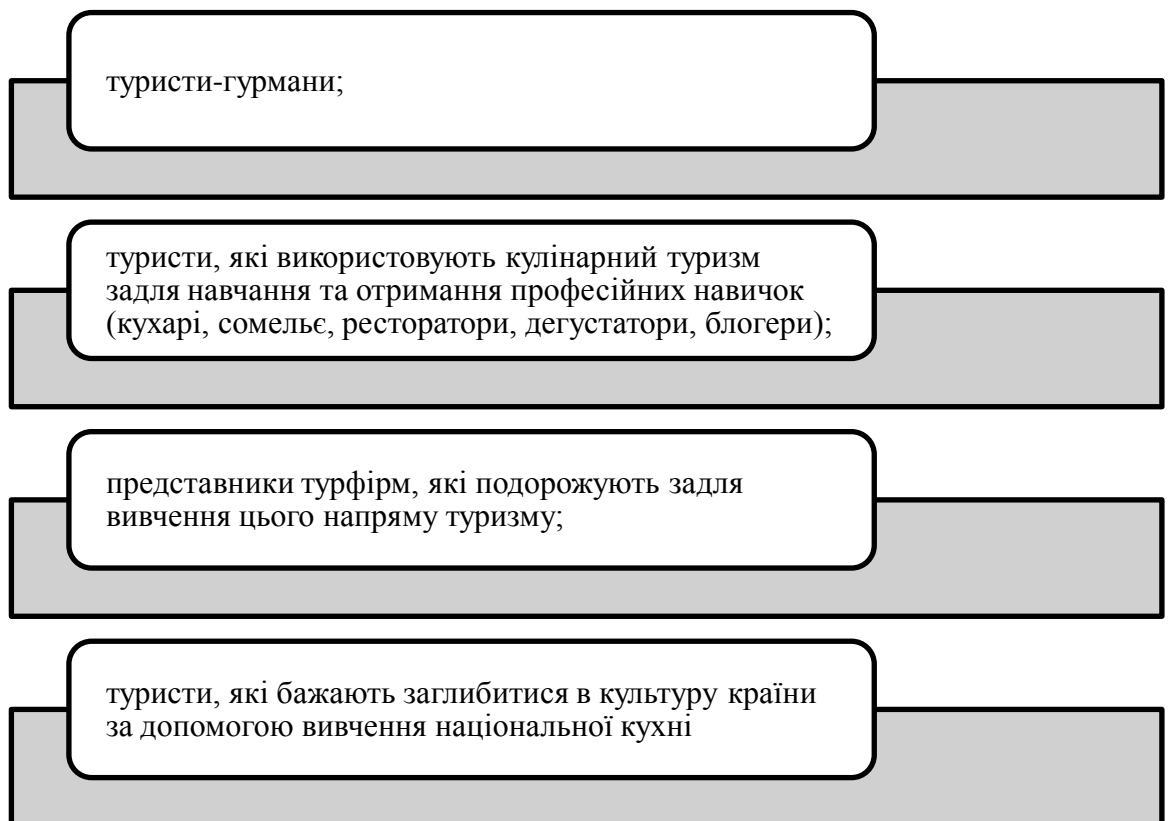 туристи-гурмани;
туристи, які використовують кулінарний туризм
задля навчання та отримання професійних навичок
(кухарі, сомельє, ресторатори, дегустатори, блогери);
представники турфірм, які подорожують задля
вивчення цього напряму туризму;
туристи, які бажають заглибитися в культуру країни
за допомогою вивчення національної кухні